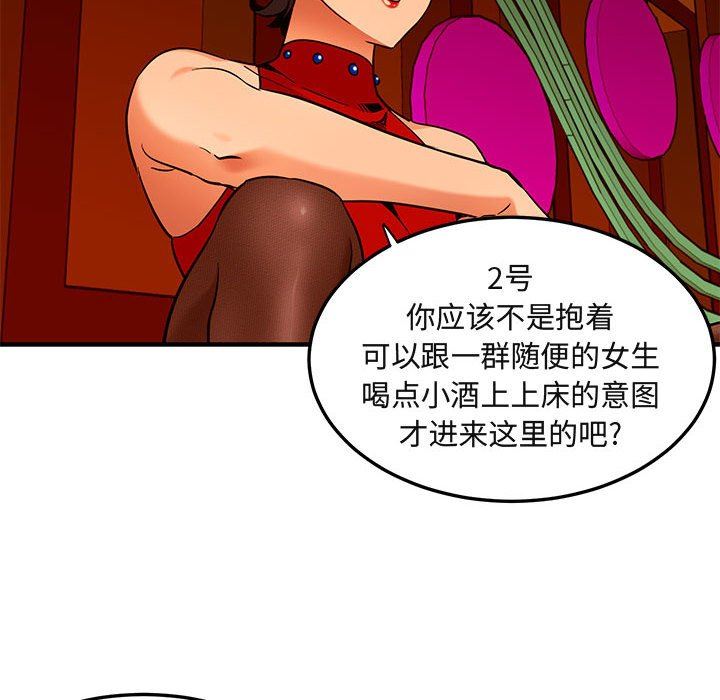 2号
你应该不是抱着
可以跟一群随便的女生
喝点小酒上上床的意图
才进来这里的吧?